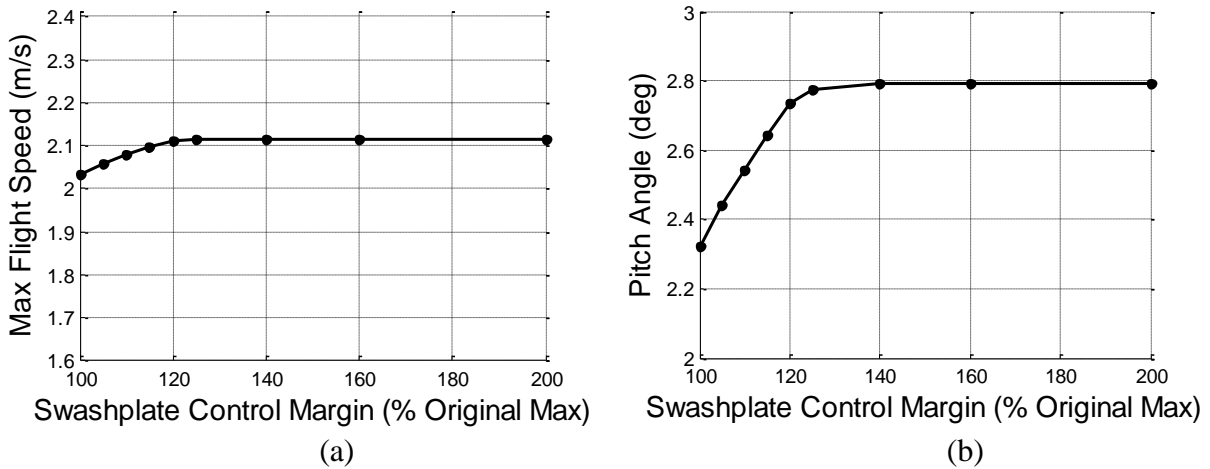 Max Flight Speed (m/s)
2.4
2.3
2.2
2.1
2
1.9
1.8
1.7
1.6
100 120 140 160 180 200
Swashplate Control Margin (% Original Max)
(a)
Pitch Angle (deg)
3
2.8
2.6
2.4
2.2
2
100 120 140 160 180 200
Swashplate Control Margin (% Original Max)
(b)